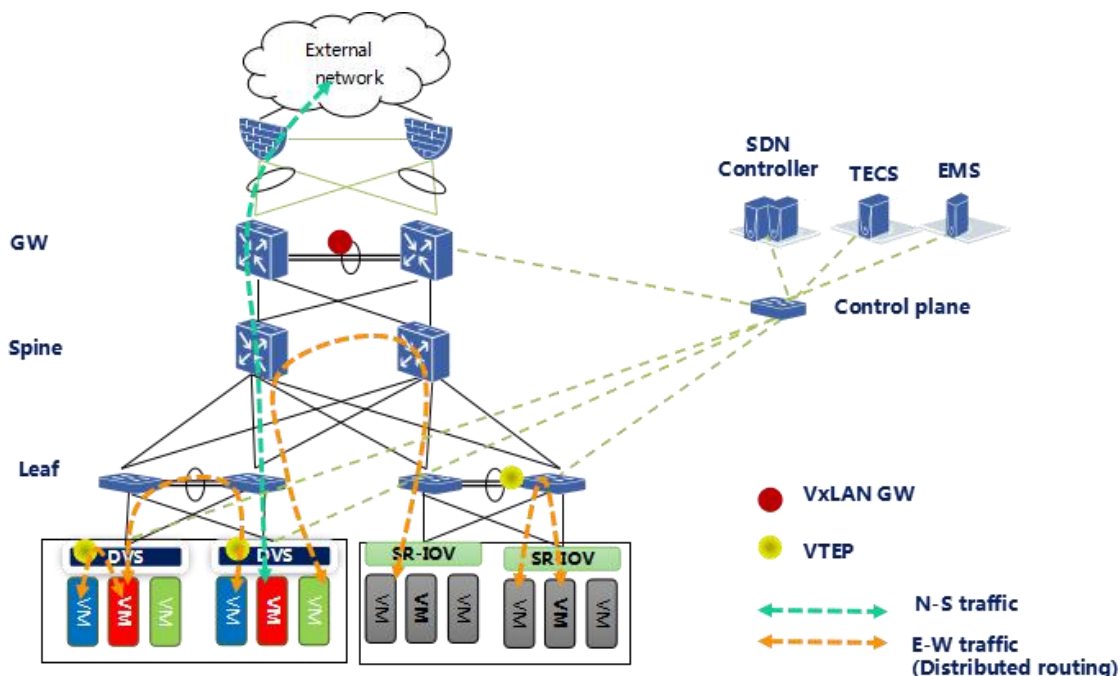 External
network
SDN
Controller
TECS
EMS
GW
Control plane
Spine
Leaf
VxLAN GW
VTEP
DVS
DVS
SR-IOV
SR-IOV
VM
VM
VM
VM
VM
VM
VM
VM
VM
VM
VM
VM
N-S traffic
E-W traffic
(Distributed routing)